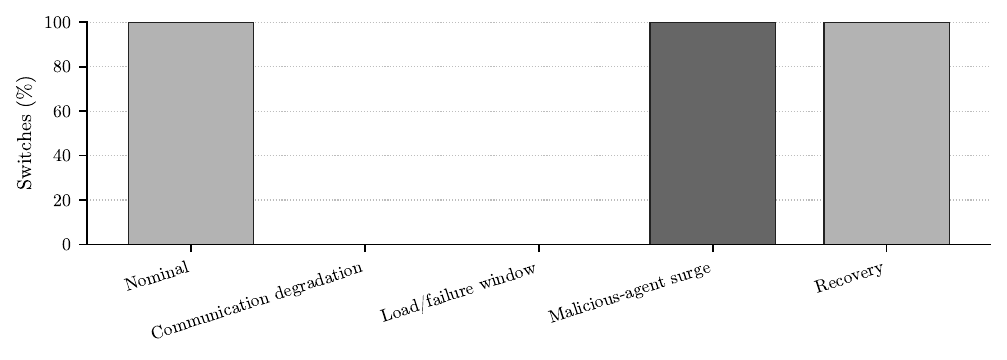 100
80
60
40
20
0
Switches (%)
Nominal
Communication degradation
Load/failure window
Malicious-agent surge
Recovery